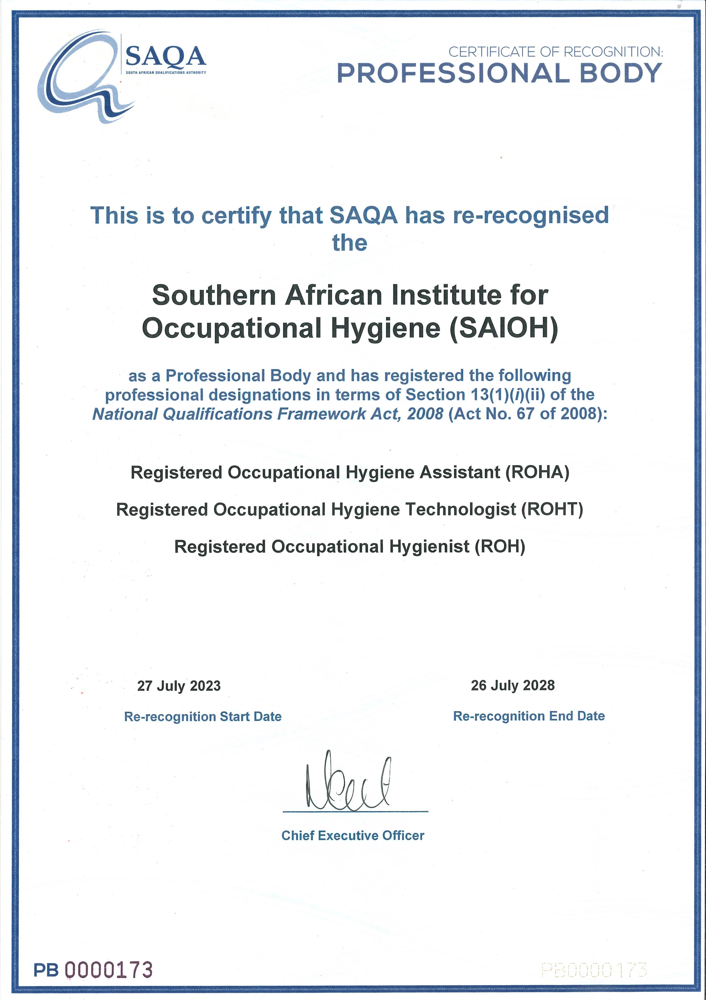 SAQA
SOUTH AFRICAN QUALIFICATIONS AUTHORITY
CERTIFICATE OF RECOGNITION:
PROFESSIONAL BODY
This is to certify that SAQA has re-recognised
the
Southern African Institute for
Occupational Hygiene (SAIOH)
as a Professional Body and has registered the following
professional designations in terms of Section 13(1)(i)(ii) of the
National Qualifications Framework Act, 2008 (Act No. 67 of 2008):
Registered Occupational Hygiene Assistant (ROHA)
Registered Occupational Hygiene Technologist (ROHT)
Registered Occupational Hygienist (ROH)
27 July 2023
26 July 2028
Re-recognition Start Date
Re-recognition End Date
Chief Executive Officer
PB 0000173
PB0000173